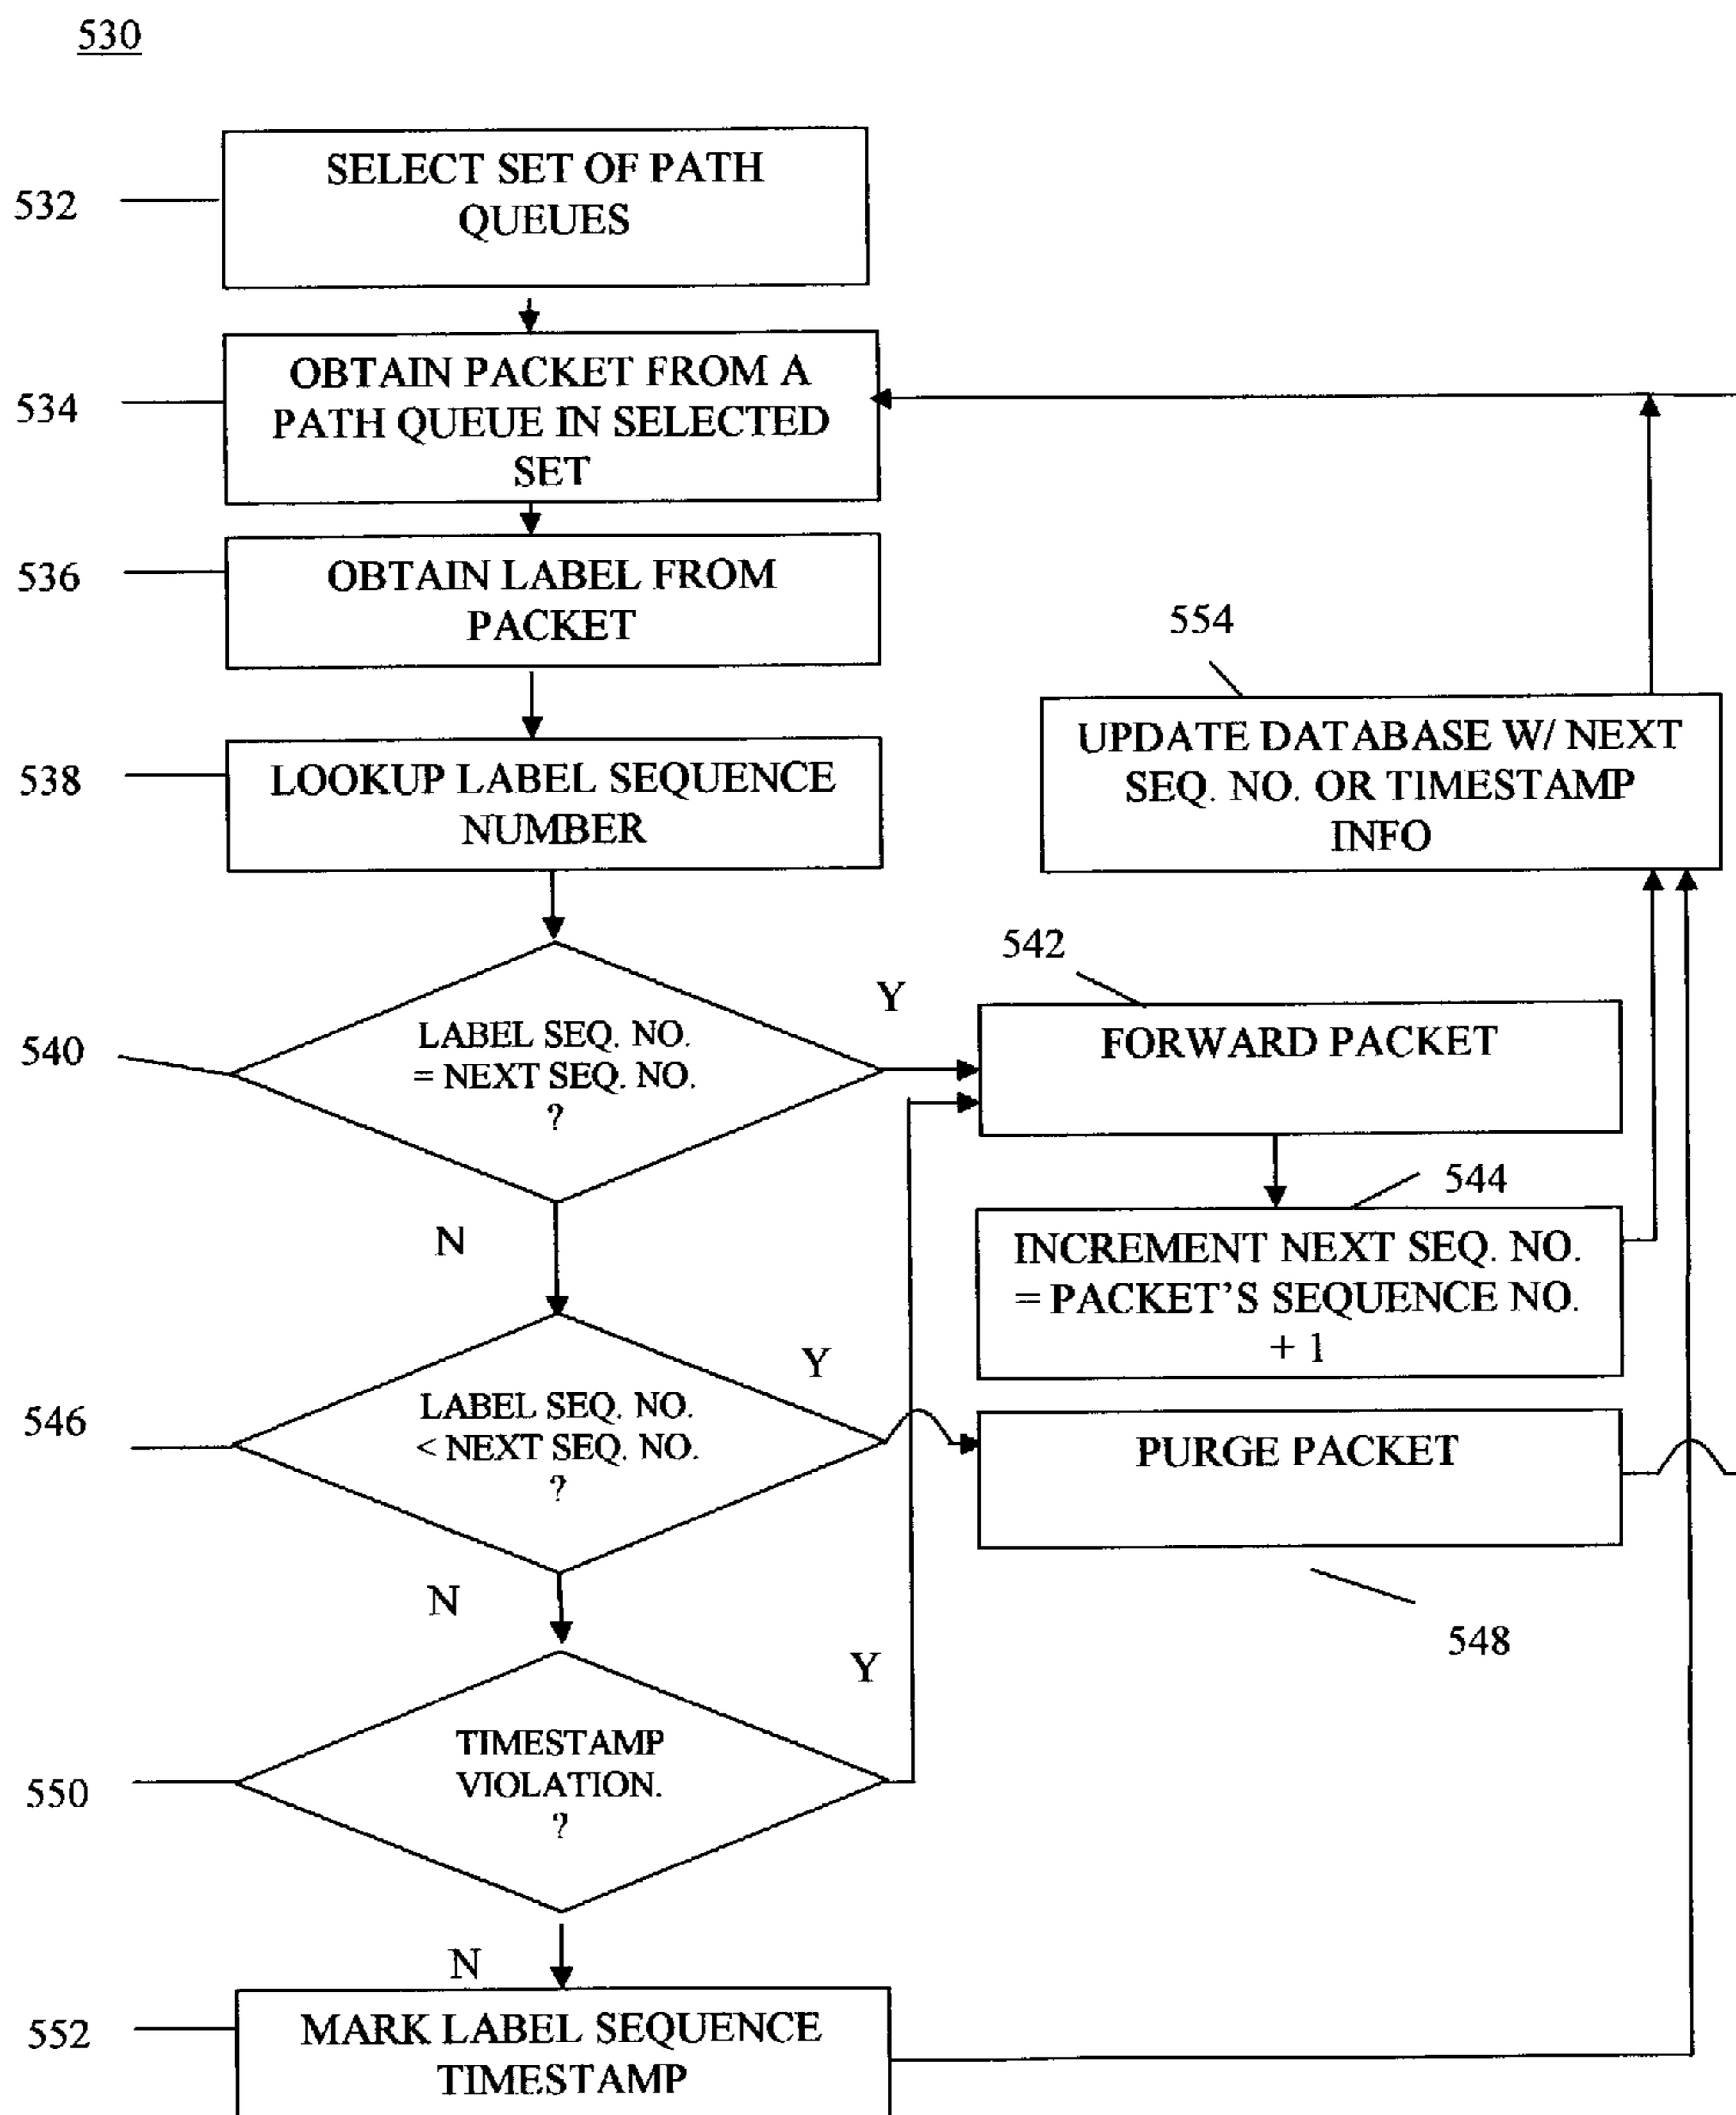 530
532
SELECT SET OF PATH
QUEUES
534
OBTAIN PACKET FROM A
PATH QUEUE IN SELECTED
SET
536
OBTAIN LABEL FROM
PACKET
554
538
LOOKUP LABEL SEQUENCE
NUMBER
UPDATE DATABASE W/ NEXT
SEQ. NO. OR TIMESTAMP
INFO
540
LABEL SEQ. NO.
= NEXT SEQ. NO.
?
Y
N
542
FORWARD PACKET
544
INCREMENT NEXT SEQ. NO.
= PACKET'S SEQUENCE NO.
+ 1
546
LABEL SEQ. NO.
< NEXT SEQ. NO.
?
Y
N
PURGE PACKET
548
550
TIMESTAMP
VIOLATION.
?
Y
N
552
MARK LABEL SEQUENCE
TIMESTAMP